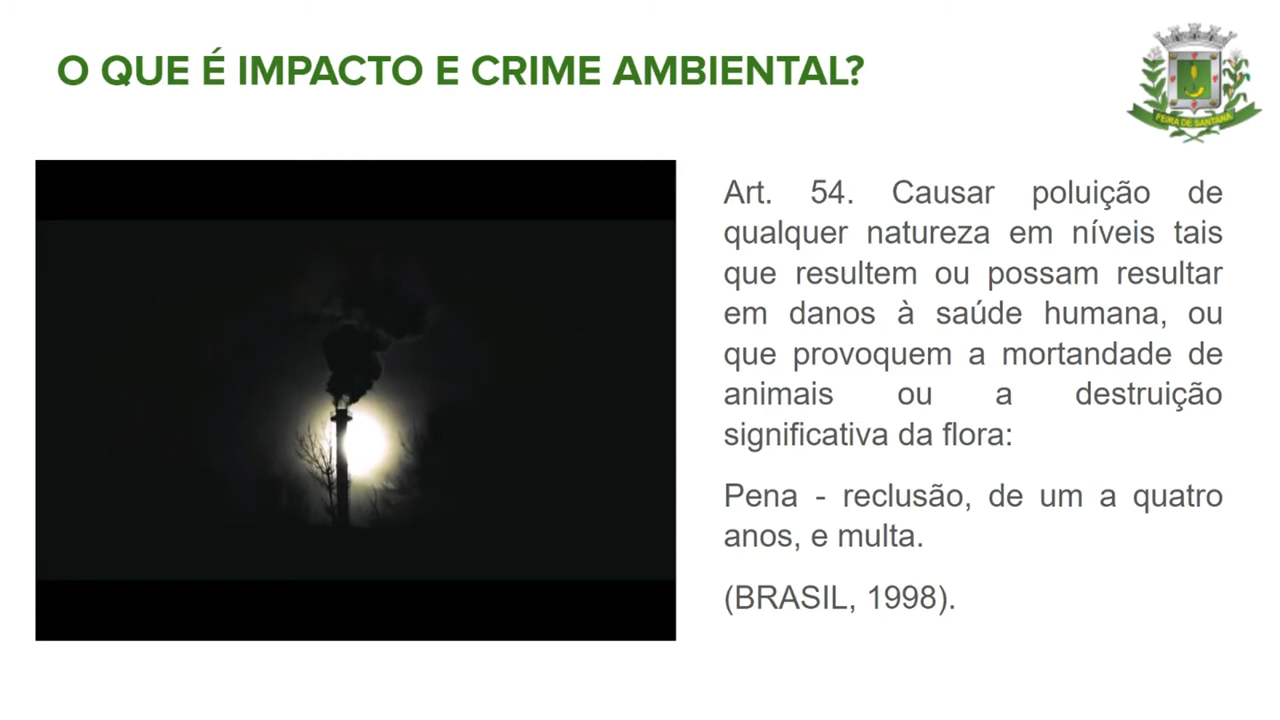 O QUE É IMPACTO E CRIME AMBIENTAL?
FEIRA DE SANTANA
Art. 54. Causar poluição de
qualquer natureza em níveis tais
que resultem ou possam resultar
em danos à saúde humana, ou
que provoquem a mortandade de
animais ou a destruição
significativa da flora:
Pena - reclusão, de um a quatro
anos, e multa.
(BRASIL, 1998).